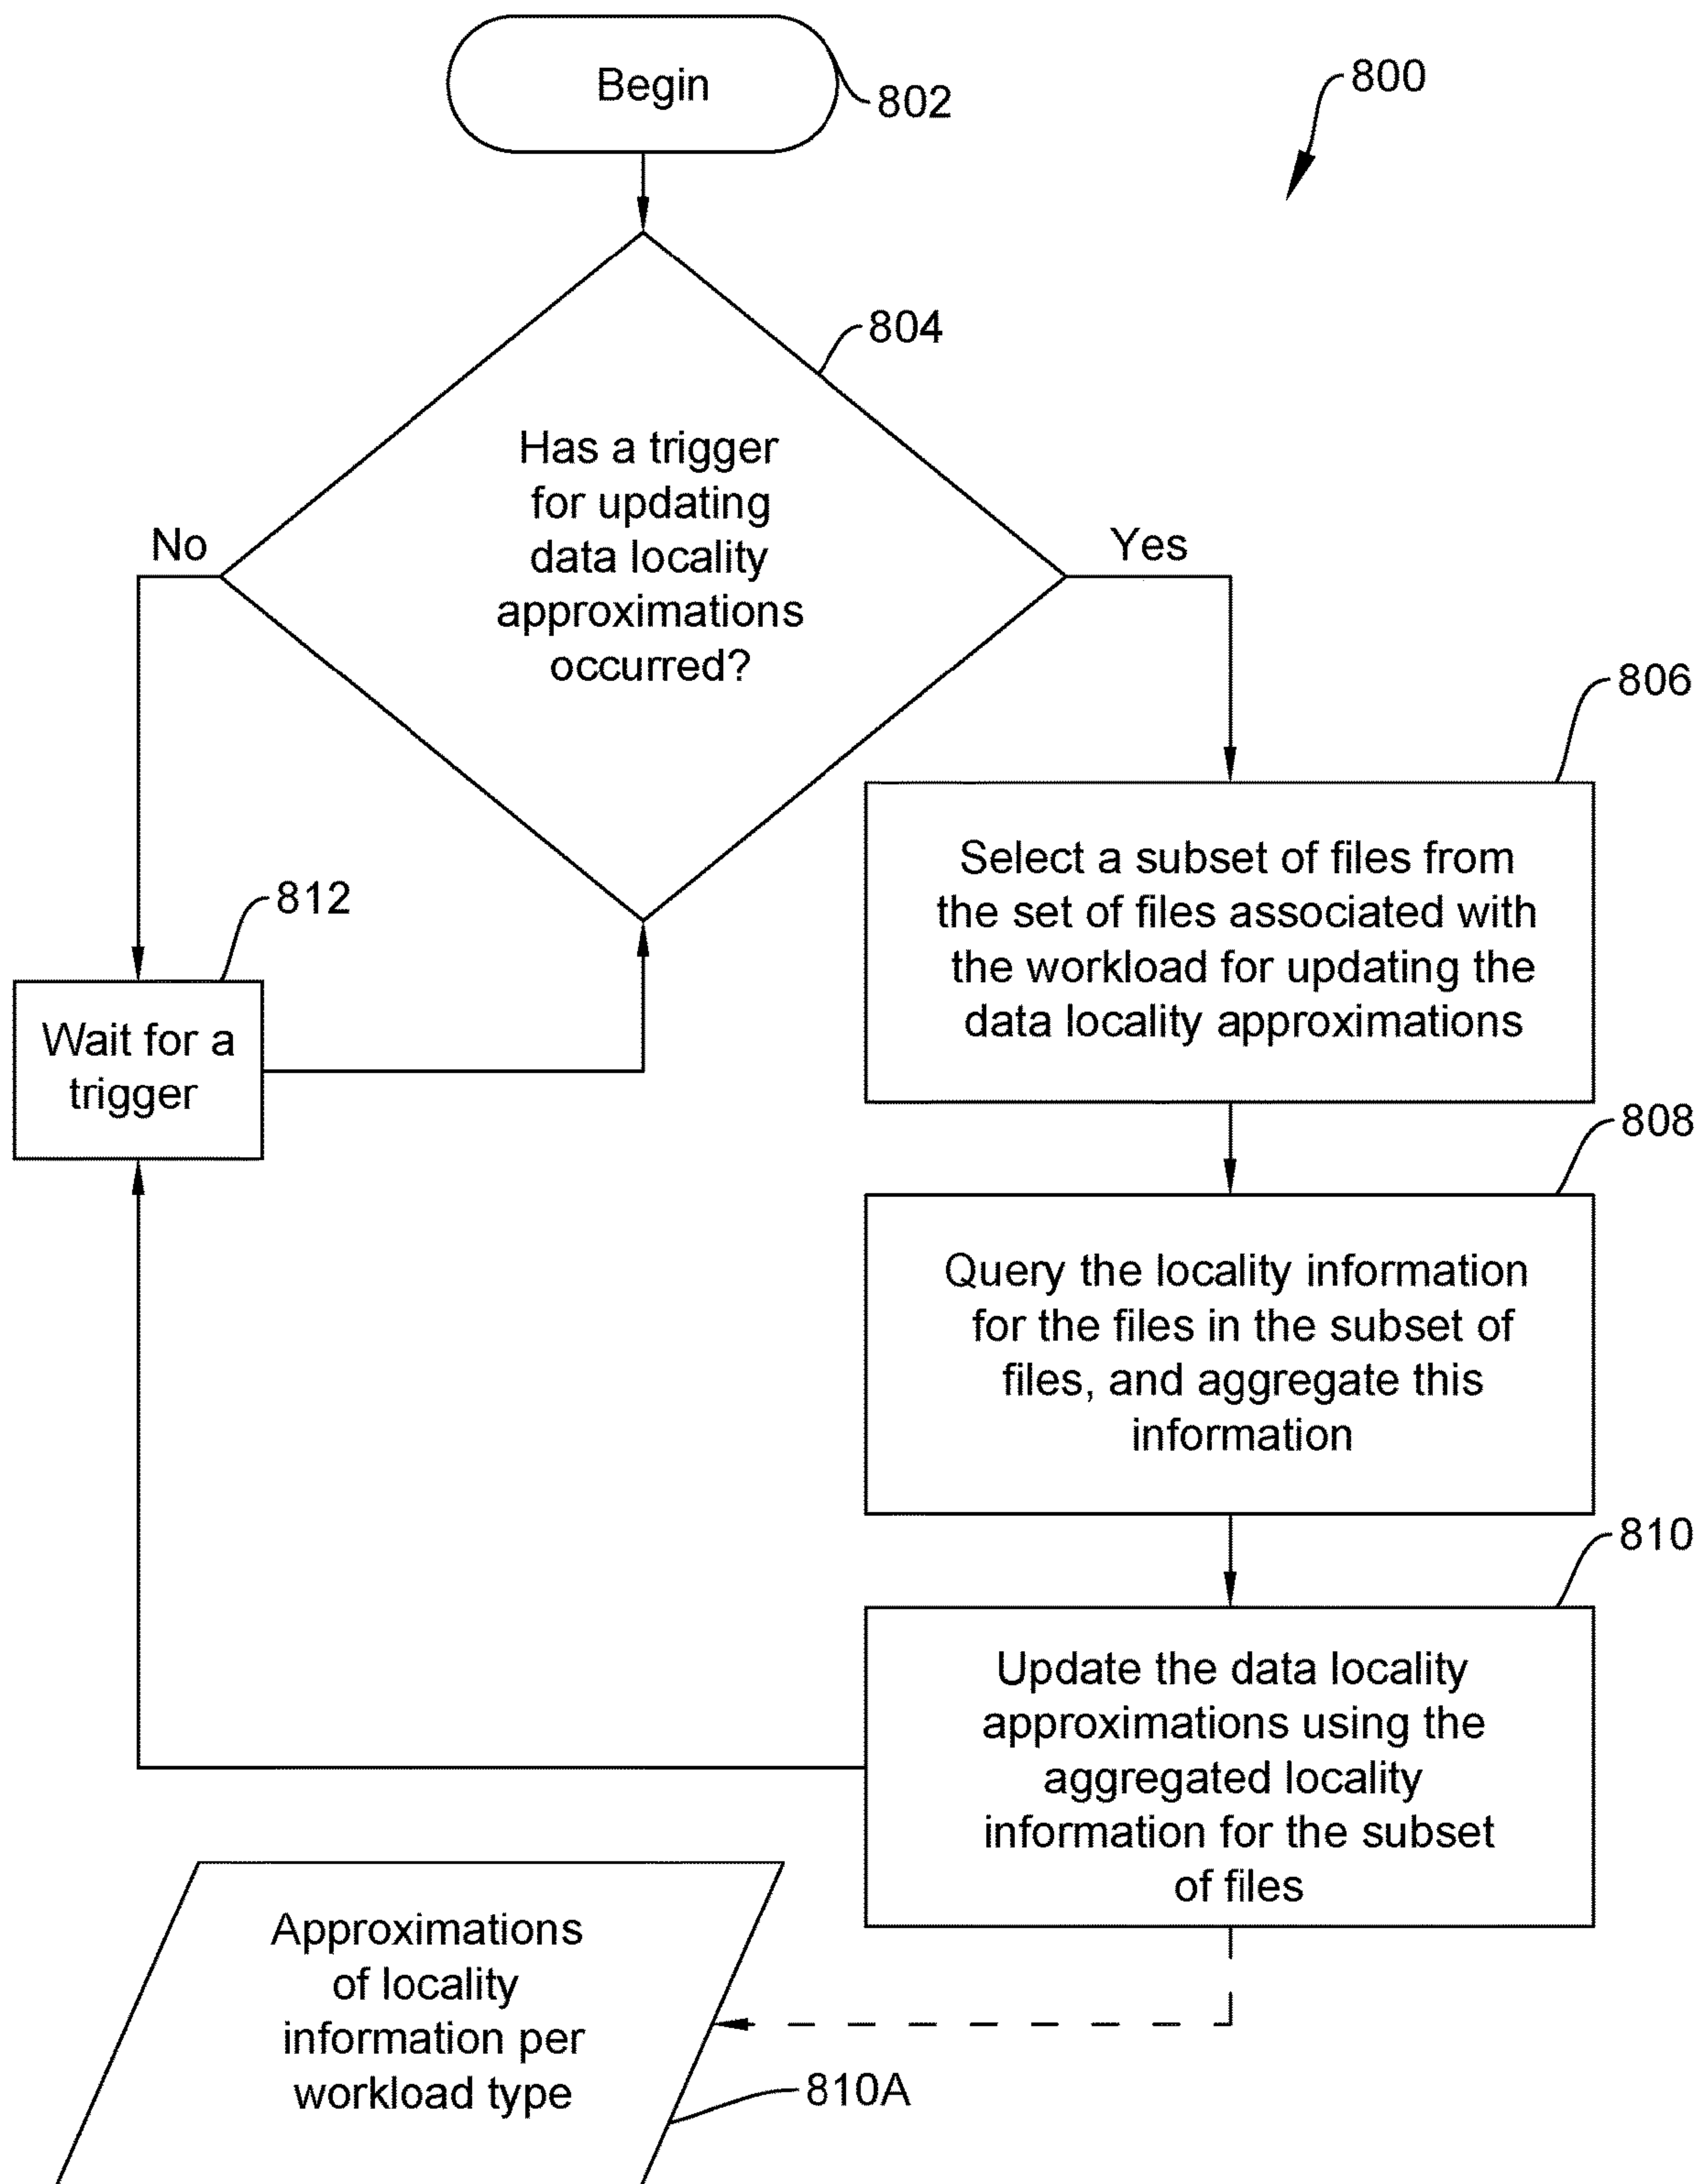 Begin
802
800
804
Has a trigger
for updating
data locality
approximations
occurred?
No
Yes
806
Select a subset of files from
the set of files associated with
the workload for updating the
data locality approximations
812
Wait for a
trigger
808
Query the locality information
for the files in the subset of
files, and aggregate this
information
810
Update the data locality
approximations using the
aggregated locality
information for the subset
of files
Approximations
of locality
information per
workload type
810A